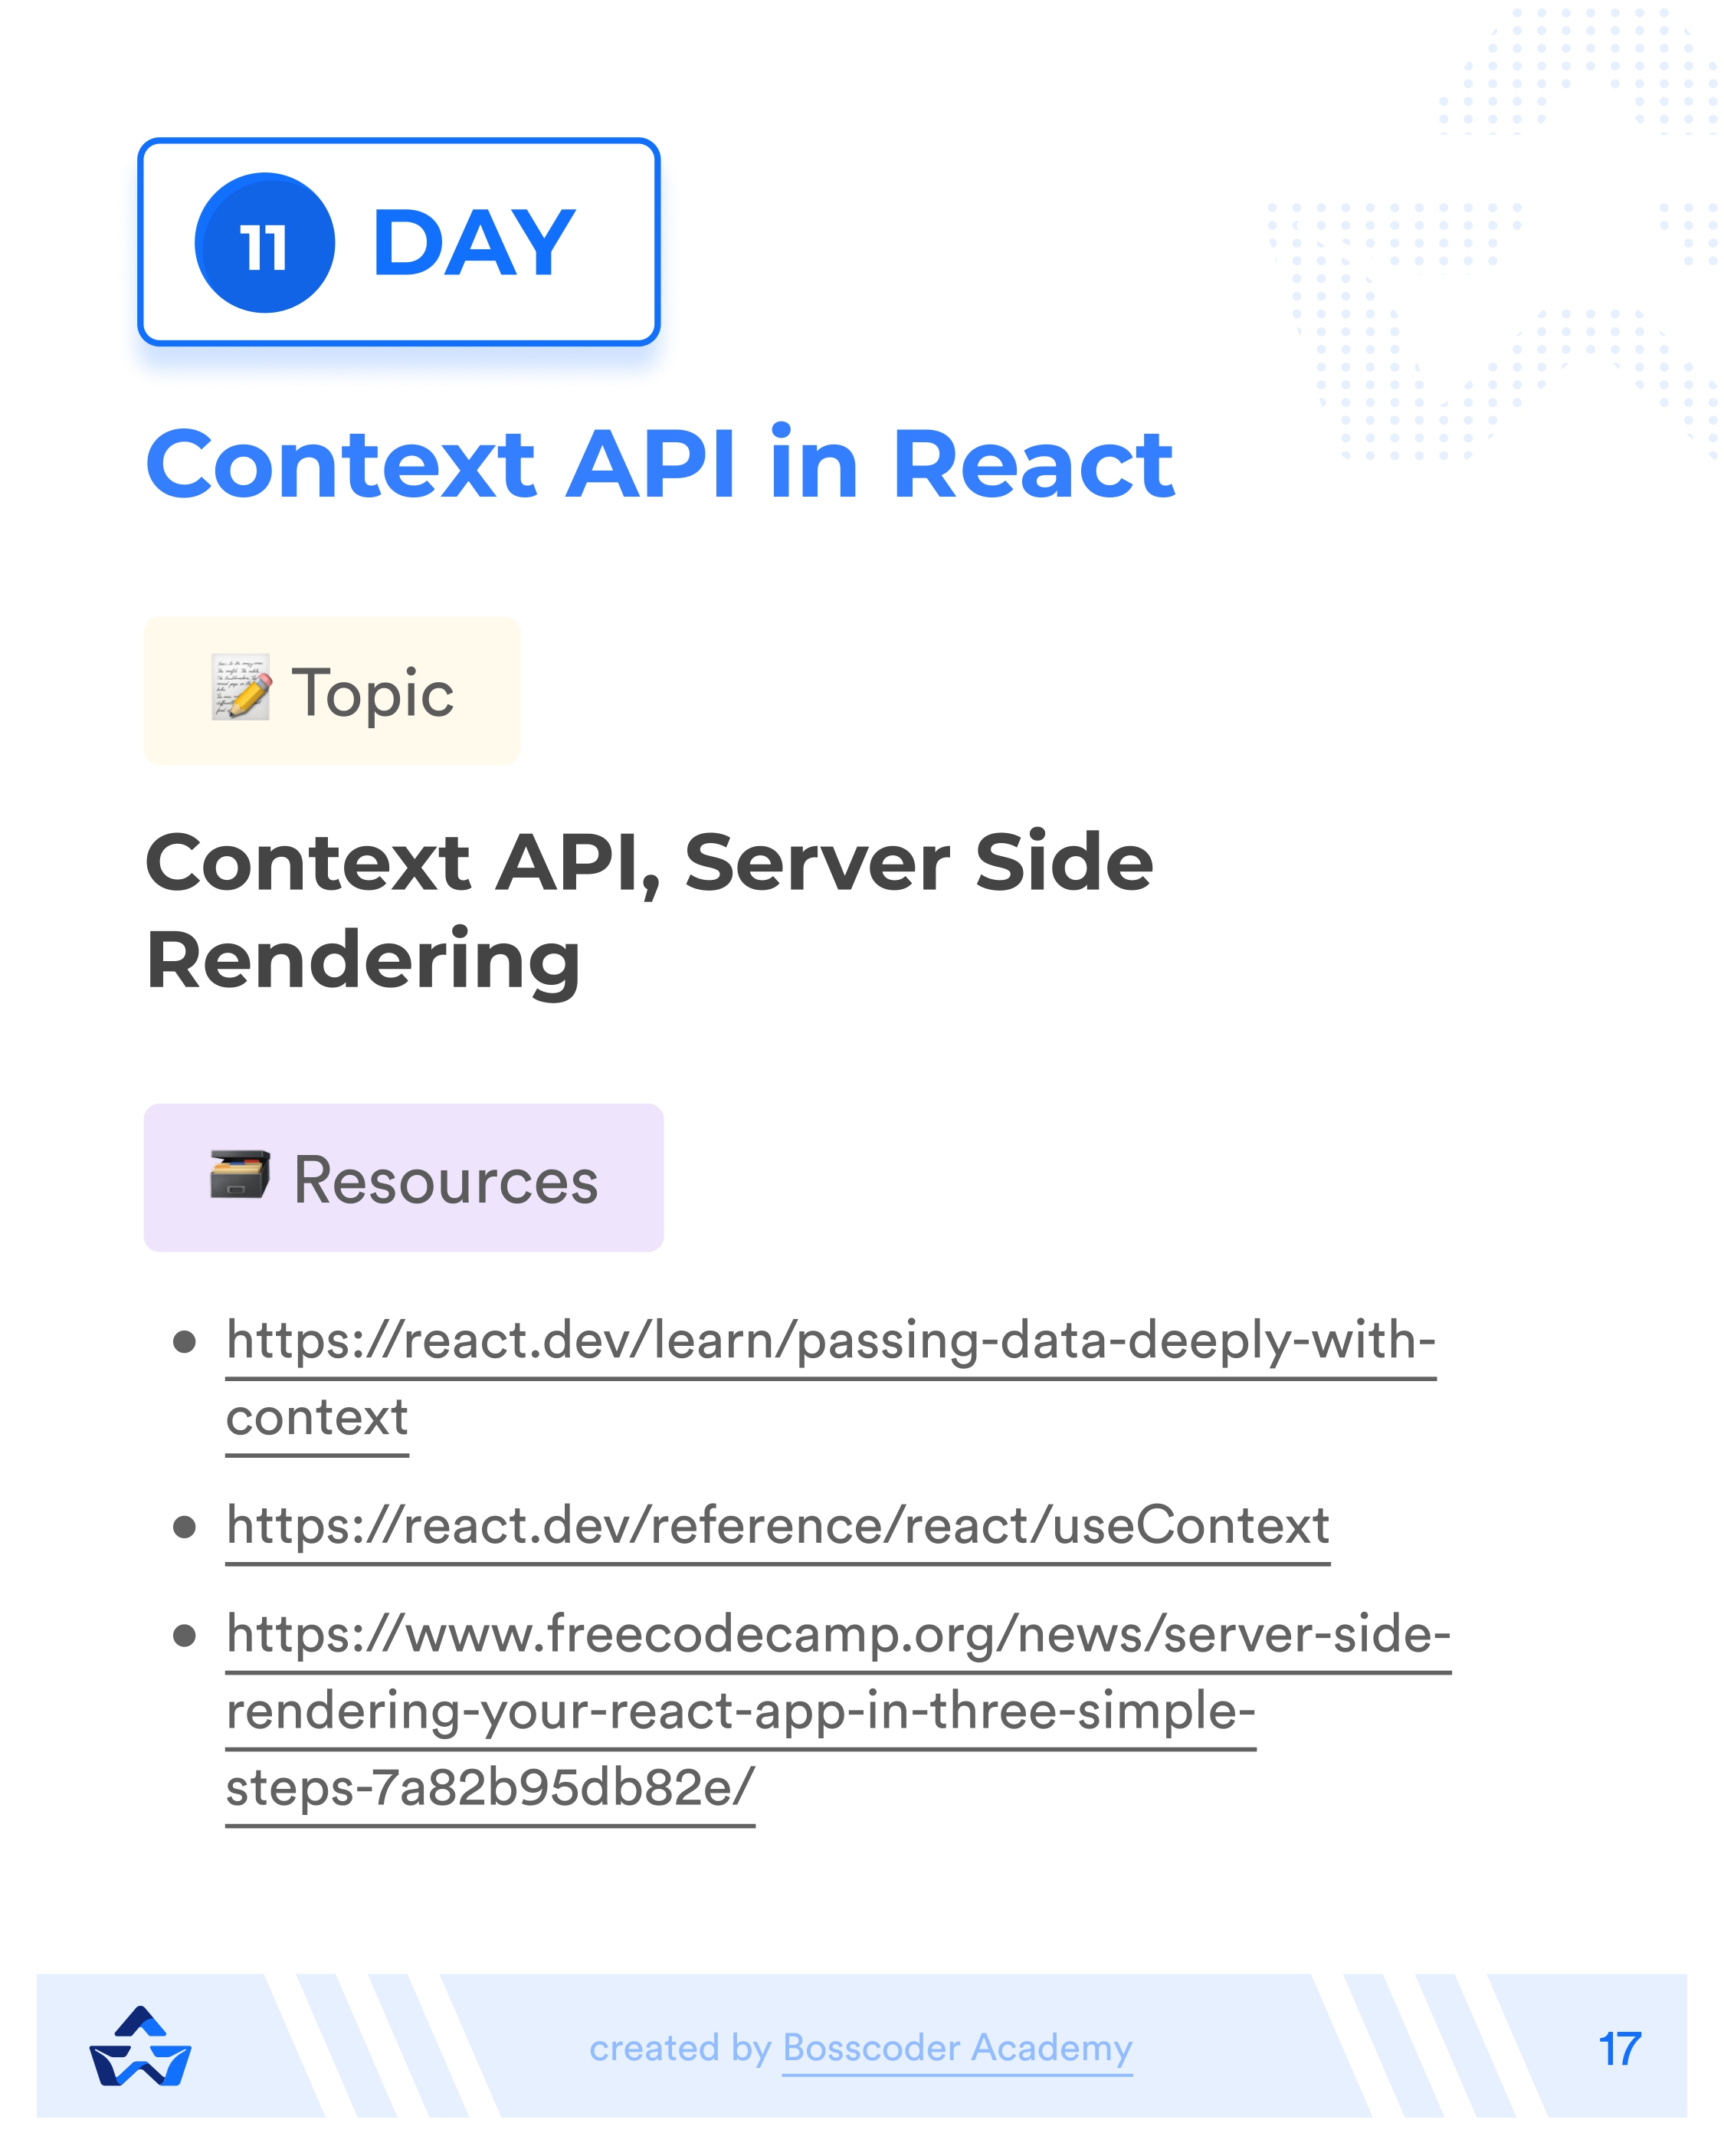 11 DAY
Context API in React
Topic
Context API, Server Side
Rendering
Resources
https://react.dev/learn/passing-data-deeply-with-
context
https://react.dev/reference/react/useContext
https://www.freecodecamp.org/news/server-side-
rendering-your-react-app-in-three-simple-
steps-7a82b95db82e/
created by Bosscoder Academy
17